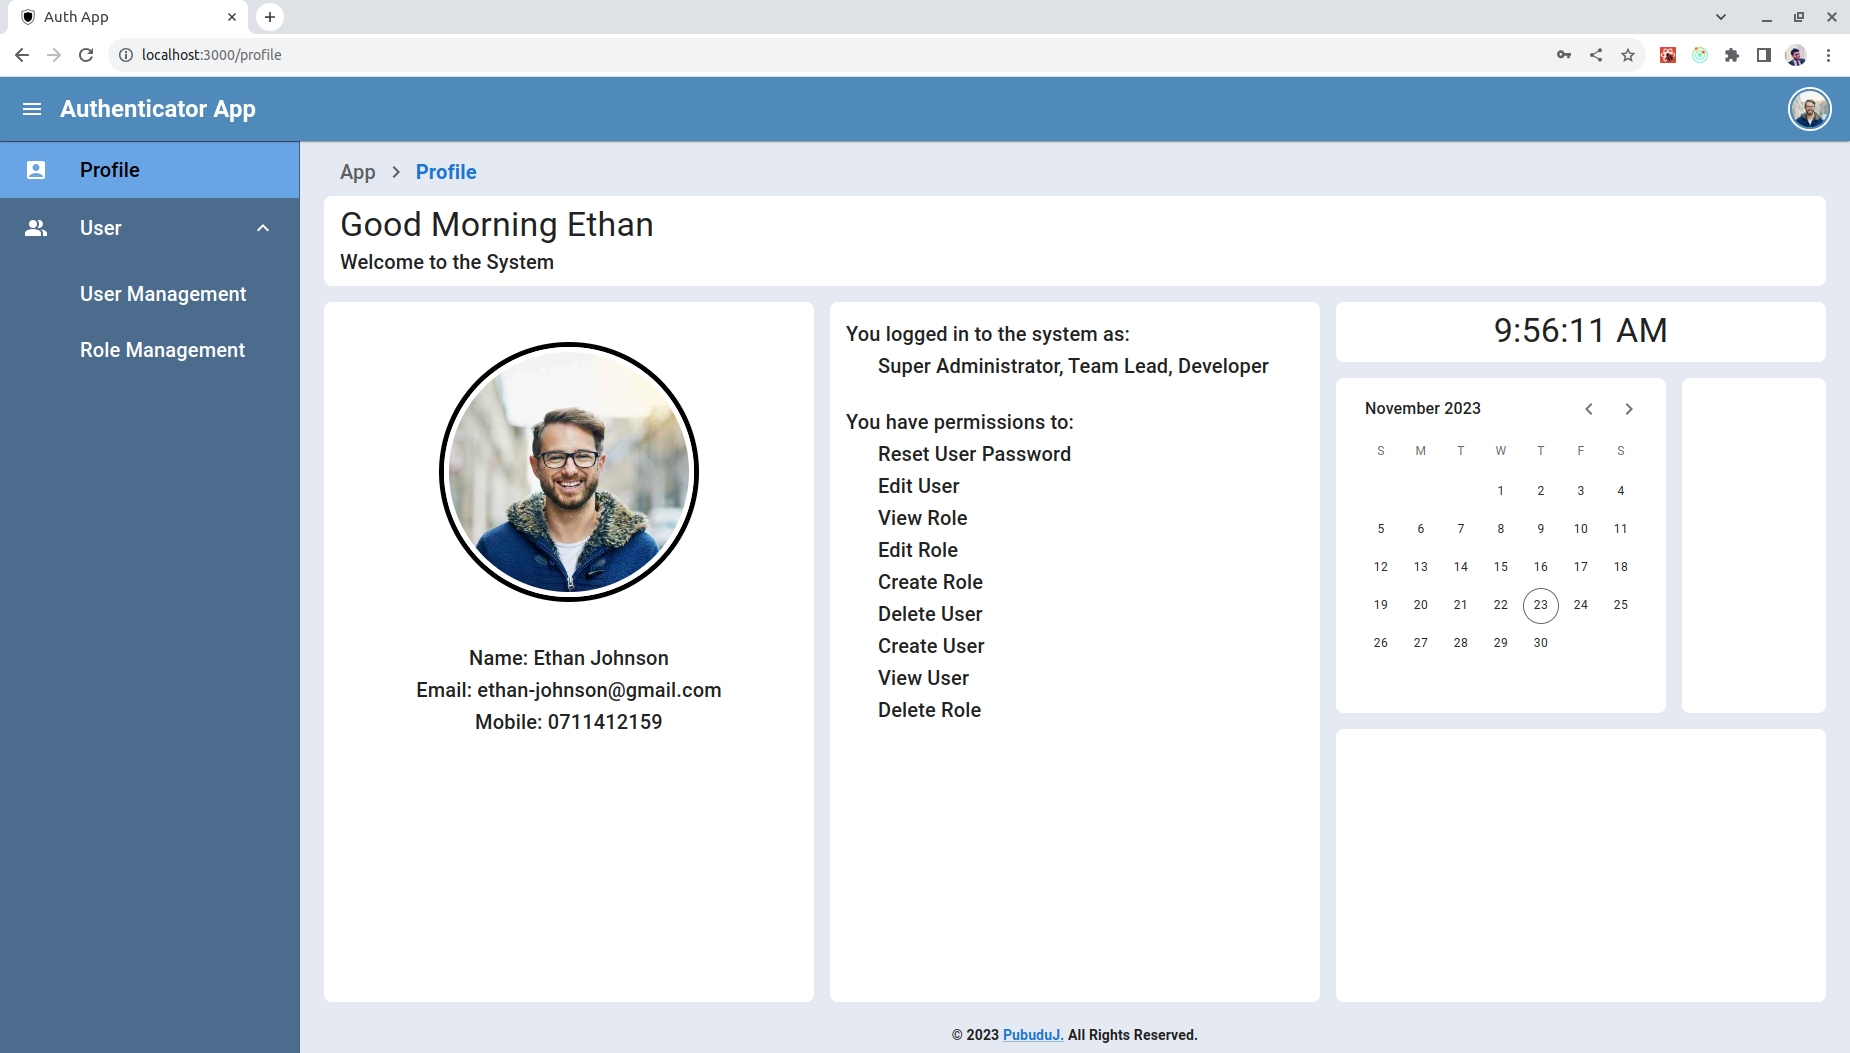 Auth App
localhost:3000/profile
Authenticator App
Profile
User
User Management
Role Management
App > Profile
Good Morning Ethan
Welcome to the System
Name: Ethan Johnson
Email: ethan-johnson@gmail.com
Mobile: 0711412159
You logged in to the system as:
Super Administrator, Team Lead, Developer
You have permissions to:
Reset User Password
Edit User
View Role
Edit Role
Create Role
Delete User
Create User
View User
Delete Role
9:56:11 AM
November 2023
S M T W T F S
1 2 3 4
5 6 7 8 9 10 11
12 13 14 15 16 17 18
19 20 21 22 23 24 25
26 27 28 29 30
© 2023 PubuduJ. All Rights Reserved.